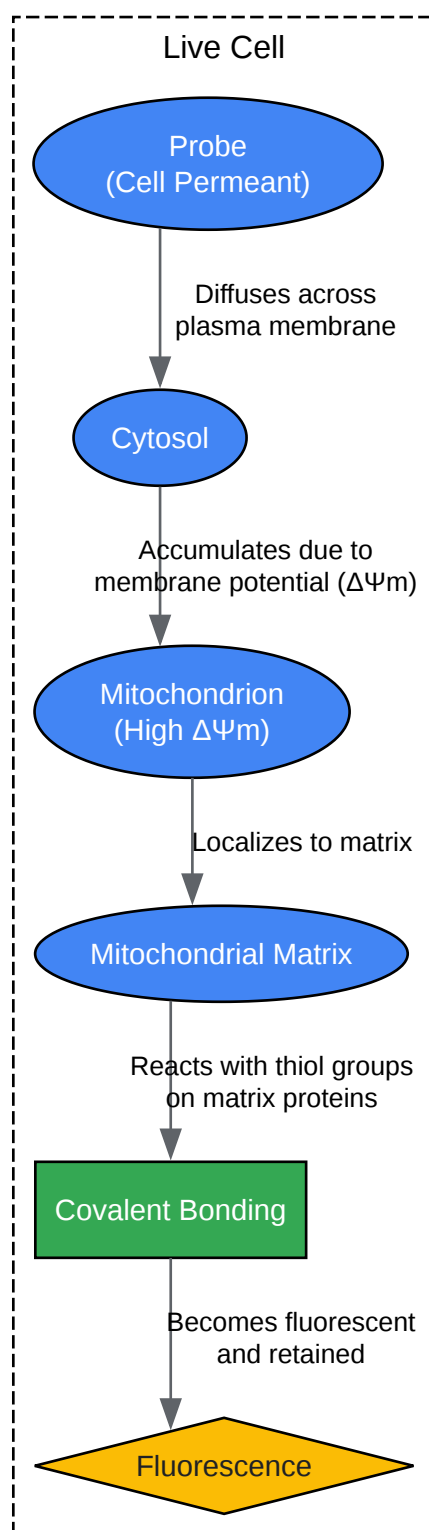 Live Cell
Probe
(Cell Permeant)
Diffuses across
plasma membrane
Cytosol
Accumulates due to
membrane potential (ΔΨm)
Mitochondrion
(High ΔΨm)
Localizes to matrix
Mitochondrial Matrix
Reacts with thiol groups
on matrix proteins
Covalent Bonding
Becomes fluorescent
and retained
Fluorescence